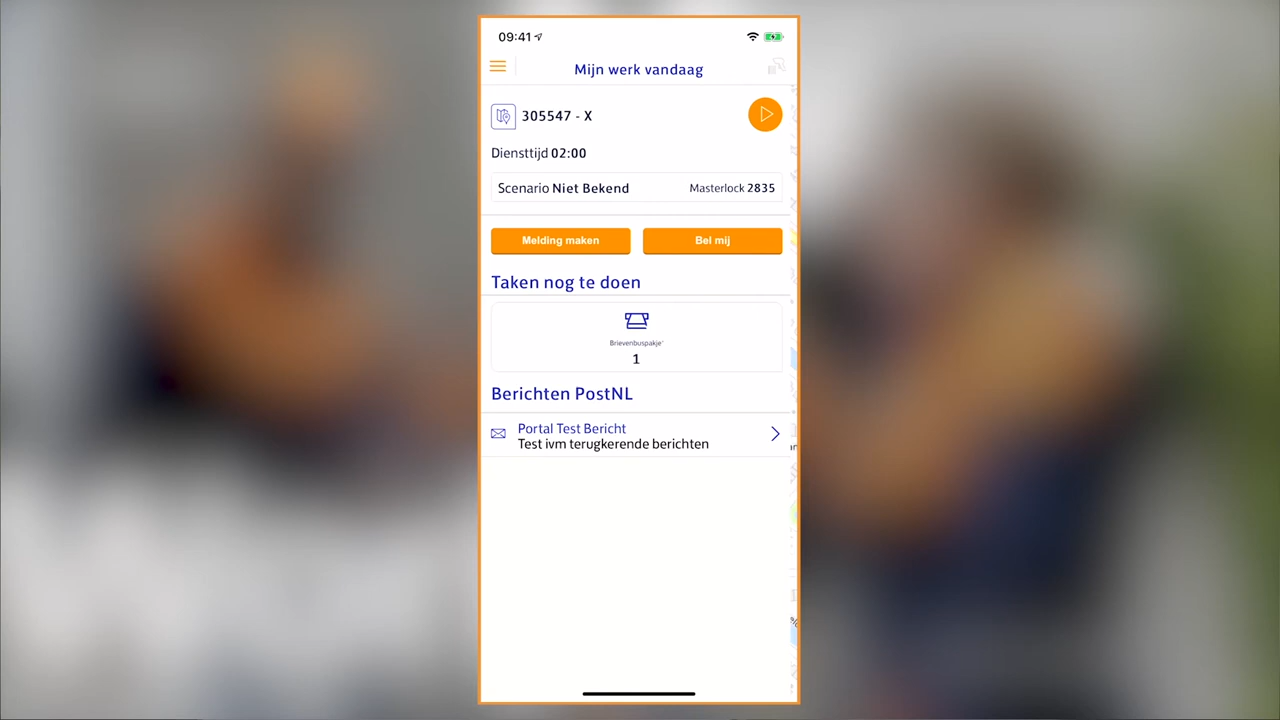 09:41
Mijn werk vandaag
305547 - X
Diensttijd 02:00
Scenario Niet Bekend Masterlock 2835
Melding maken Bel mij
Taken nog te doen
Brievenbuspakje*
1
Berichten PostNL
Portal Test Bericht
Test ivm terugkerende berichten